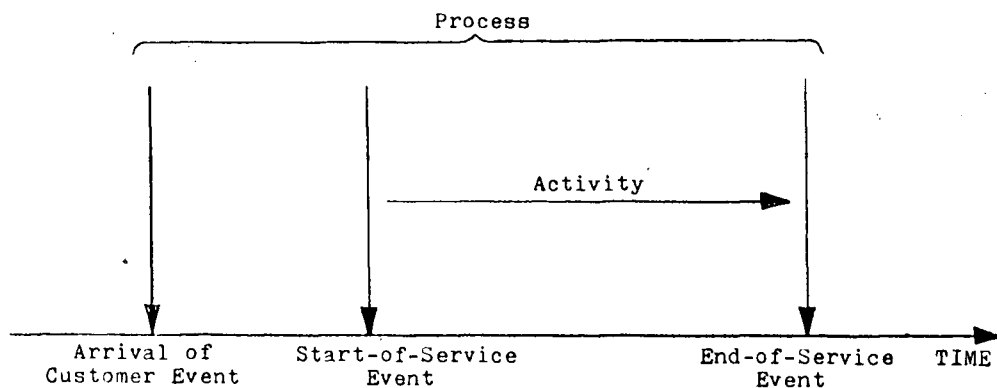 Process
Activity
Arrival of
Customer Event
Start-of-Service
Event
End-of-Service
Event
TIME